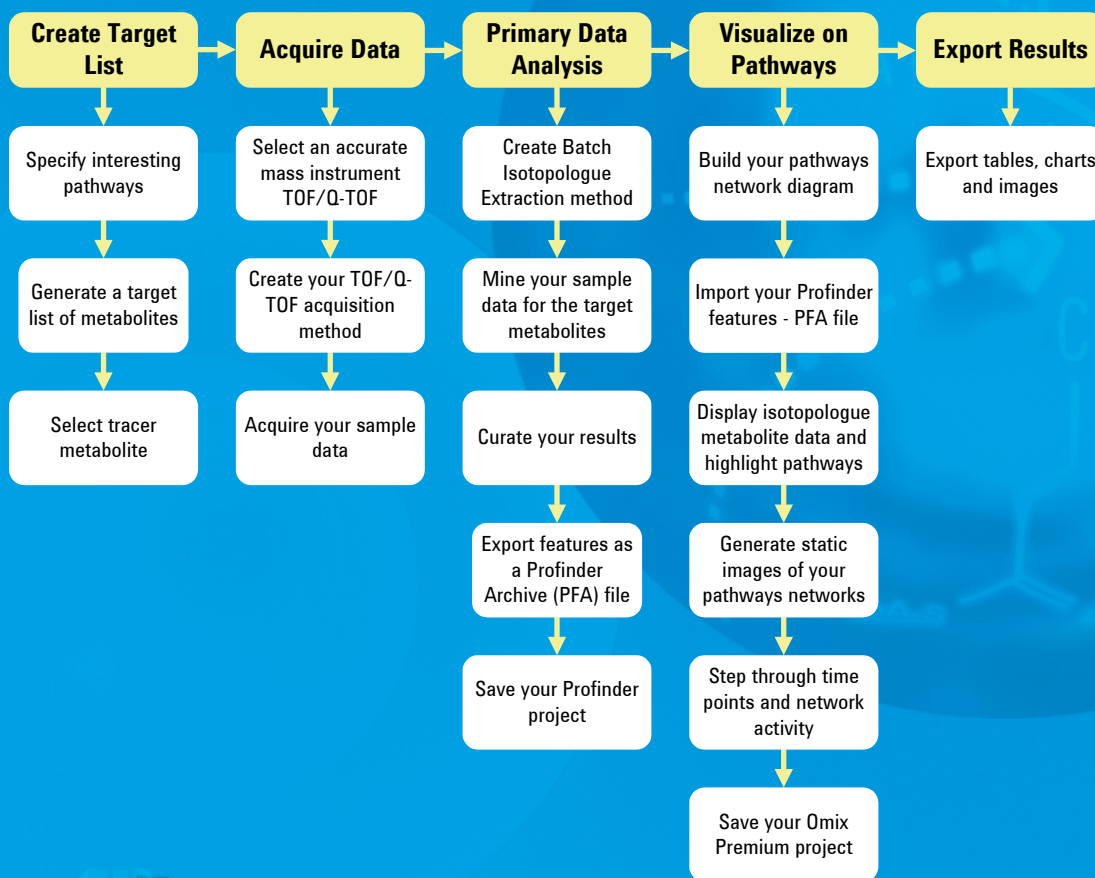 Create Target
List
Acquire Data
Primary Data
Analysis
Visualize on
Pathways
Export Results
Specify interesting
pathways
Generate a target
list of metabolites
Select tracer
metabolite
Select an accurate
mass instrument
TOF/Q-TOF
Create your TOF/Q-
TOF acquisition
method
Acquire your sample
data
Create Batch
Isotopologue
Extraction method
Mine your sample
data for the target
metabolites
Curate your results
Export features as
a Profinder
Archive (PFA) file
Save your Profinder
project
Build your pathways
network diagram
Import your Profinder
features - PFA file
Display isotopologue
metabolite data and
highlight pathways
Generate static
images of your
pathways networks
Step through time
points and network
activity
Save your Omix
Premium project
Export tables, charts
and images